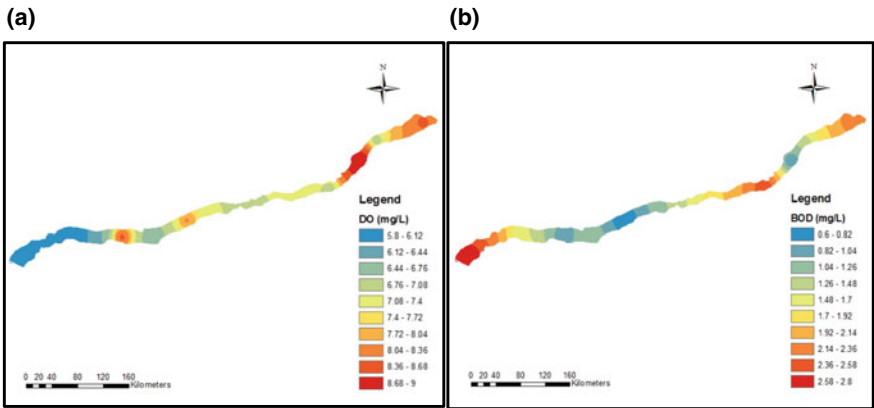 (a)
N
Legend
DO (mg/L)
5.8 - 6.12
6.12 - 6.44
6.44 - 6.76
6.76 - 7.08
7.08 - 7.4
7.4 - 7.72
7.72 - 8.04
8.04 - 8.36
8.36 - 8.68
8.68 - 9
0 20 40 80 120 160
Kilometers
(b)
N
Legend
BOD (mg/L)
0.6 - 0.82
0.82 - 1.04
1.04 - 1.26
1.26 - 1.48
1.48 - 1.7
1.7 - 1.92
1.92 - 2.14
2.14 - 2.36
2.36 - 2.58
2.58 - 2.8
0 20 40 80 120 160
Kilometers